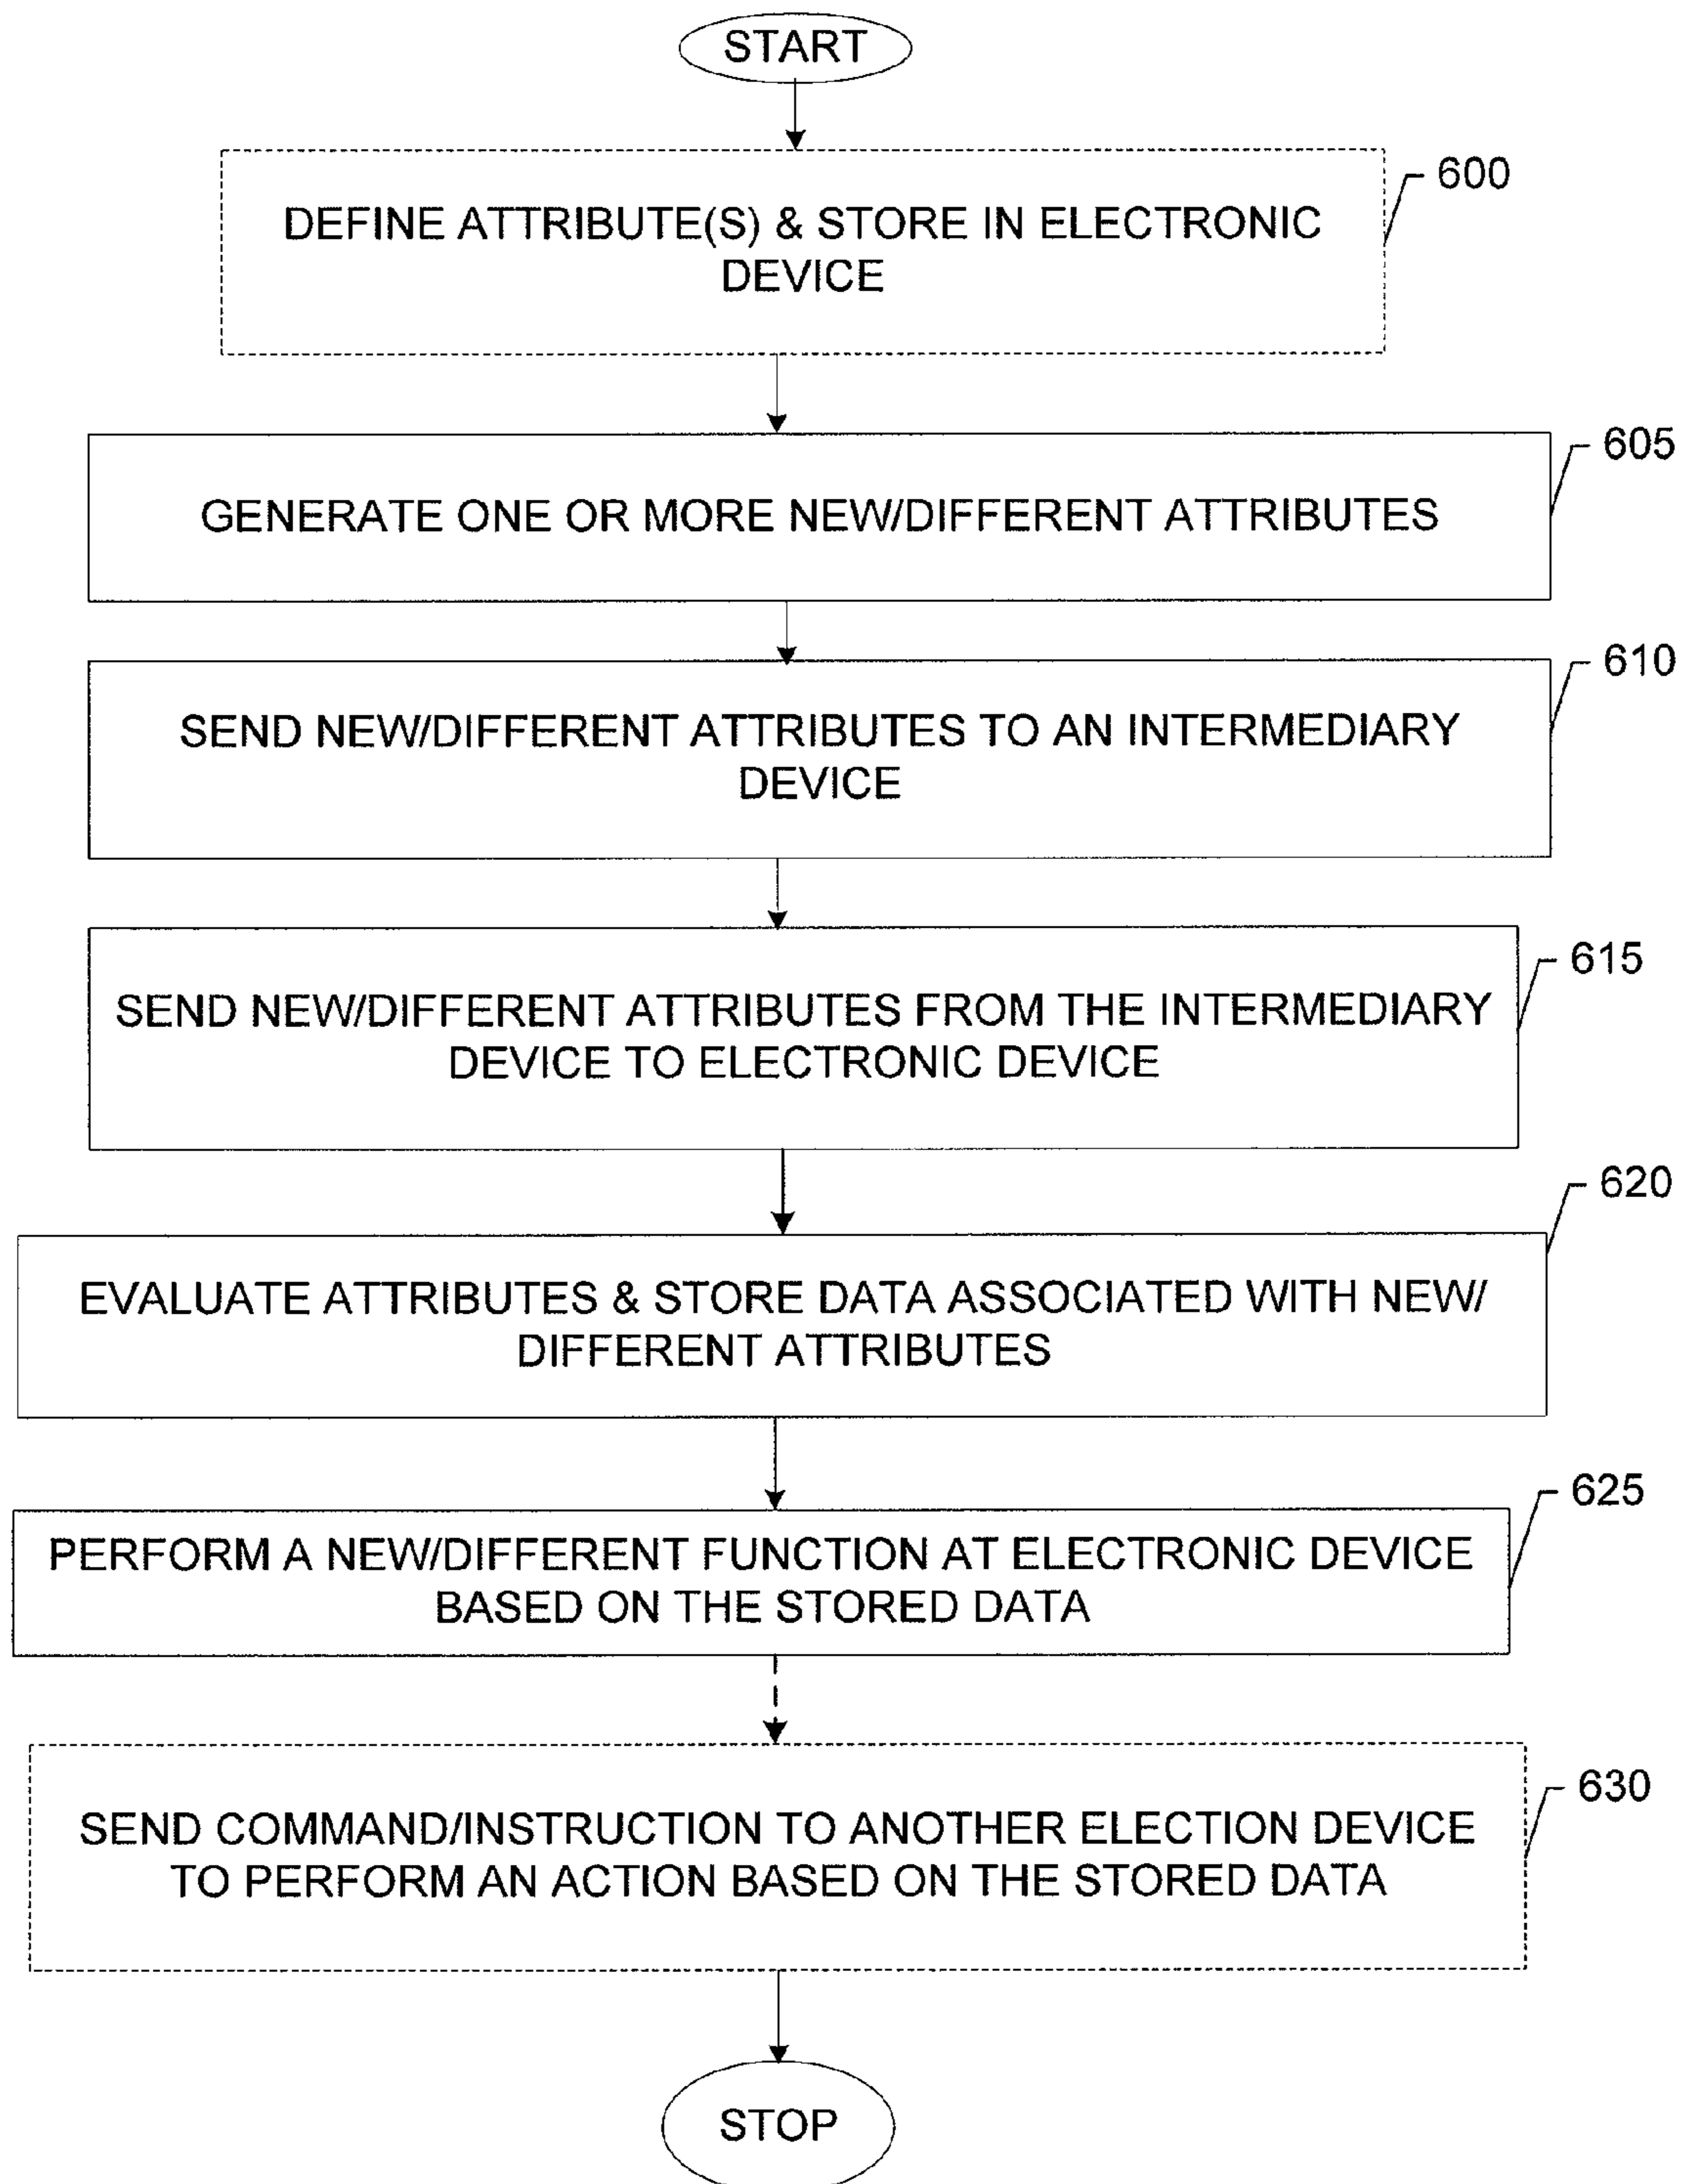 START
600
DEFINE ATTRIBUTE(S) & STORE IN ELECTRONIC
DEVICE
605
GENERATE ONE OR MORE NEW/DIFFERENT ATTRIBUTES
610
SEND NEW/DIFFERENT ATTRIBUTES TO AN INTERMEDIARY
DEVICE
615
SEND NEW/DIFFERENT ATTRIBUTES FROM THE INTERMEDIARY
DEVICE TO ELECTRONIC DEVICE
620
EVALUATE ATTRIBUTES & STORE DATA ASSOCIATED WITH NEW/
DIFFERENT ATTRIBUTES
625
PERFORM A NEW/DIFFERENT FUNCTION AT ELECTRONIC DEVICE
BASED ON THE STORED DATA
630
SEND COMMAND/INSTRUCTION TO ANOTHER ELECTION DEVICE
TO PERFORM AN ACTION BASED ON THE STORED DATA
STOP